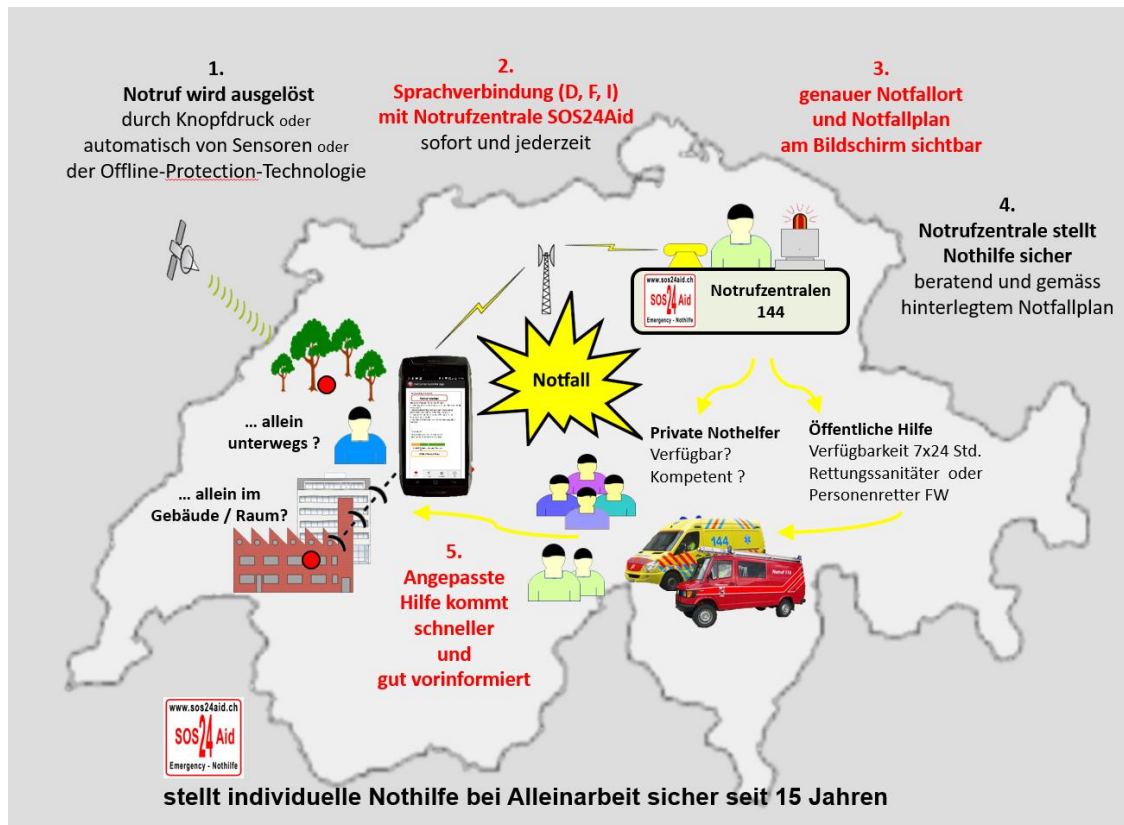 1.
Notruf wird ausgelöst
durch Knopfdruck oder
automatisch von Sensoren oder
der Offline-Protection-Technologie
2.
Sprachverbindung (D, F, I)
mit Notrufzentrale SOS24Aid
sofort und jederzeit
3.
genauer Notfallort
und Notfallplan
am Bildschirm sichtbar
4.
Notrufzentrale stellt
Nothilfe sicher
beratend und gemäss
hinterlegtem Notfallplan
www.sos24aid.ch
SOS 24 Aid
Emergency - Nothilfe
Notrufzentralen
144
Notfall
... allein
unterwegs ?
... allein im
Gebäude / Raum?
Private Nothelfer
Verfügbar?
Kompetent ?
Öffentliche Hilfe
Verfügbarkeit 7x24 Std.
Rettungssanitäter oder
Personenretter FW
144
5.
Angepasste
Hilfe kommt
schneller
und
gut vorinformiert
www.sos24aid.ch
SOS 24 Aid
Emergency - Nothilfe
stellt individuelle Nothilfe bei Alleinarbeit sicher seit 15 Jahren